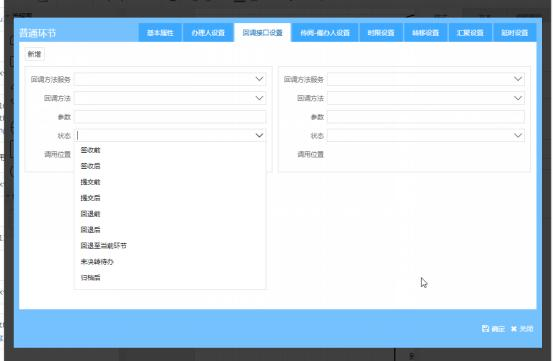 普通环节
基本属性 办理人设置 回调接口设置 待阅-催办人设置 时限设置 转移设置 汇聚设置 延时设置
新增
回调方法服务 回调方法服务
回调方法 回调方法
参数 参数
状态 状态
调用位置 调用位置
签收前
签收后
提交前
提交后
回退前
回退后
回退至当前环节
未决转待办
归档后
确定 关闭